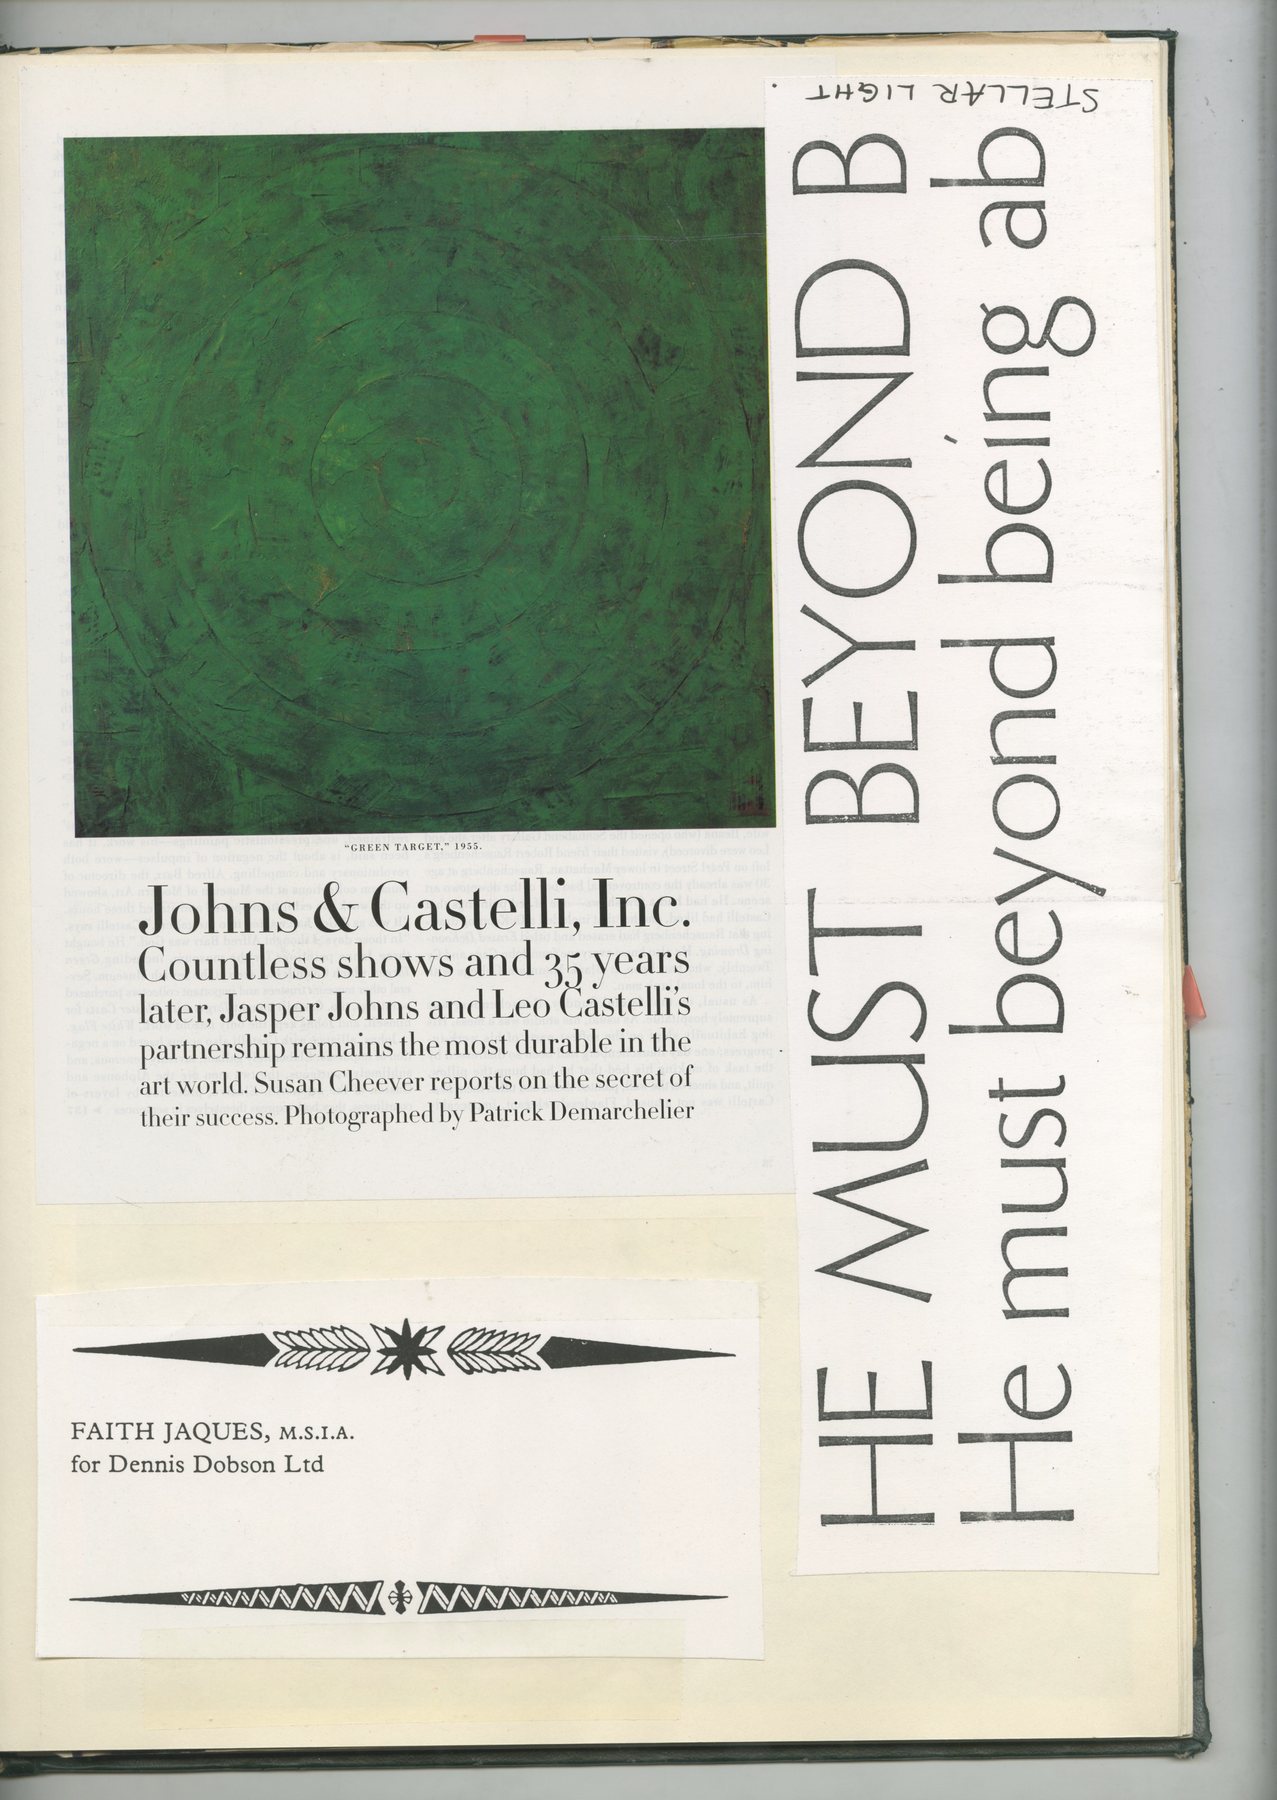 STELLAR LIGHT
HE MUST BEYOND B
He must beyond being ab
"GREEN TARGET," 1955.
Johns & Castelli, Inc.
Countless shows and 35 years
later, Jasper Johns and Leo Castelli's
partnership remains the most durable in the
art world. Susan Cheever reports on the secret of
their success. Photographed by Patrick Demarchelier
FAITH JAQUES, M.S.I.A.
for Dennis Dobson Ltd